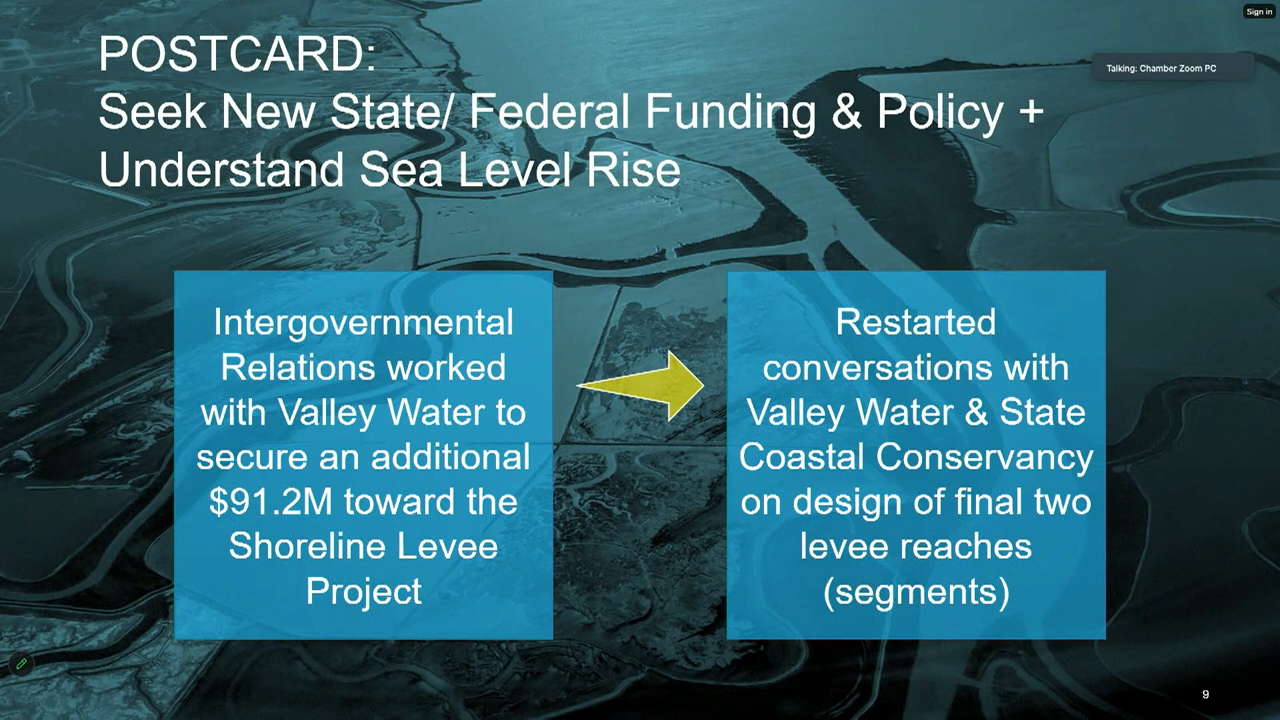 Sign in
POSTCARD:
Talking: Chamber Zoom PC
Seek New State/ Federal Funding & Policy +
Understand Sea Level Rise
Intergovernmental
Relations worked
with Valley Water to
secure an additional
$91.2M toward the
Shoreline Levee
Project
Restarted
conversations with
Valley Water & State
Coastal Conservancy
on design of final two
levee reaches
(segments)
9